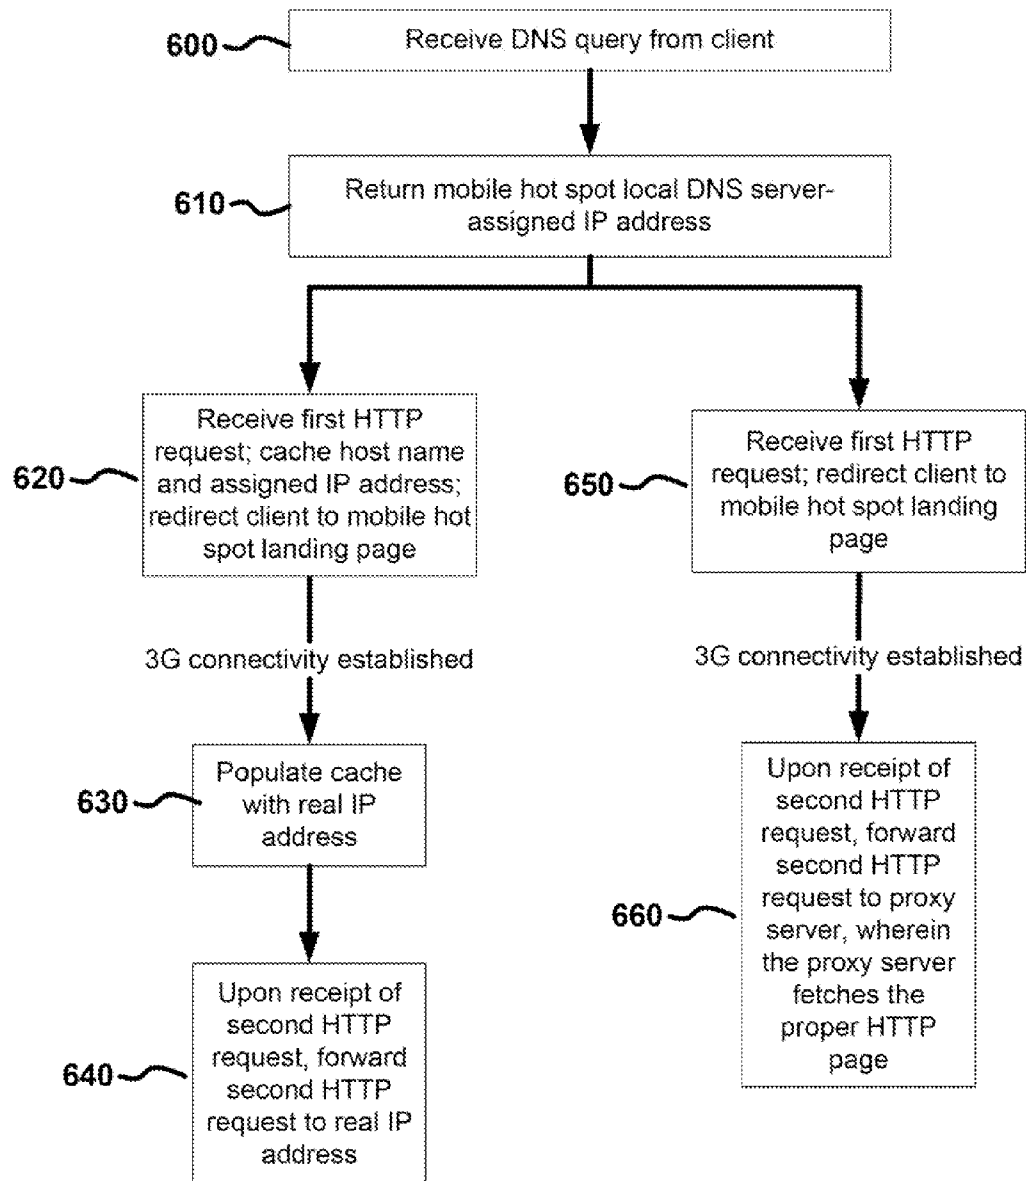 600
Receive DNS query from client
610
Return mobile hot spot local DNS server-
assigned IP address
620
Receive first HTTP
request; cache host name
and assigned IP address;
redirect client to mobile hot
spot landing page
650
Receive first HTTP
request; redirect client to
mobile hot spot landing
page
3G connectivity established
3G connectivity established
630
Populate cache
with real IP
address
660
Upon receipt of
second HTTP
request, forward
second HTTP
request to proxy
server, wherein
the proxy server
fetches the
proper HTTP
page
640
Upon receipt of
second HTTP
request, forward
second HTTP
request to real IP
address